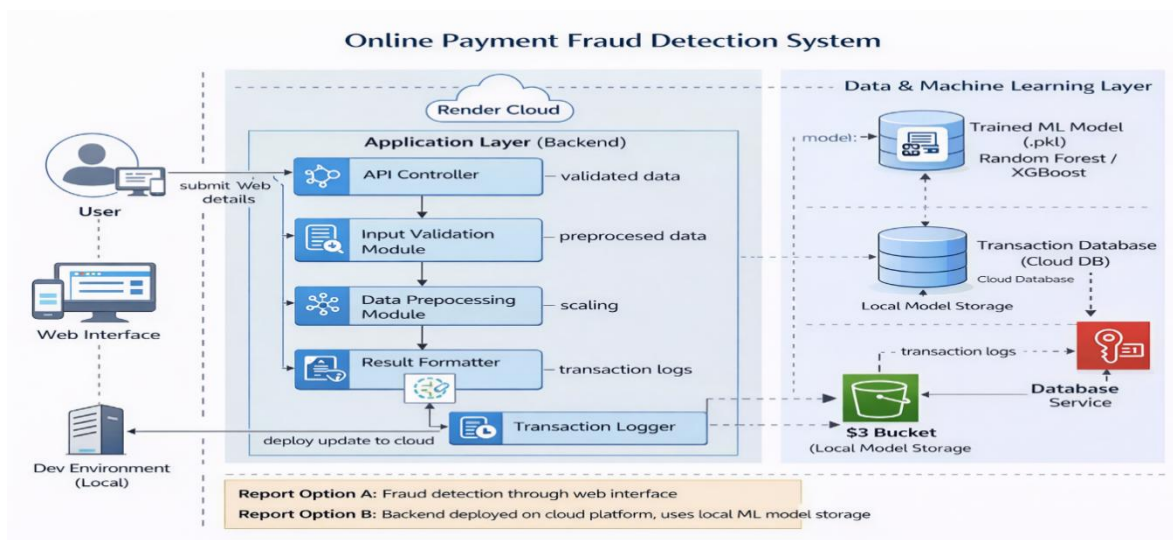 Online Payment Fraud Detection System
Render Cloud
Data & Machine Learning Layer
Application Layer (Backend)
User
submit Web
details
Web Interface
Dev Environment
(Local)
API Controller
validated data
Input Validation
Module
preprocesed data
Data Prepocessing
Module
scaling
Result Formatter
transaction logs
Transaction Logger
deploy update to cloud
model:
Trained ML Model
(.pkl)
Random Forest /
XGBoost
Transaction Database
(Cloud DB)
Cloud Database
Local Model Storage
transaction logs
Database
Service
$3 Bucket
(Local Model Storage
Report Option A: Fraud detection through web interface
Report Option B: Backend deployed on cloud platform, uses local ML model storage